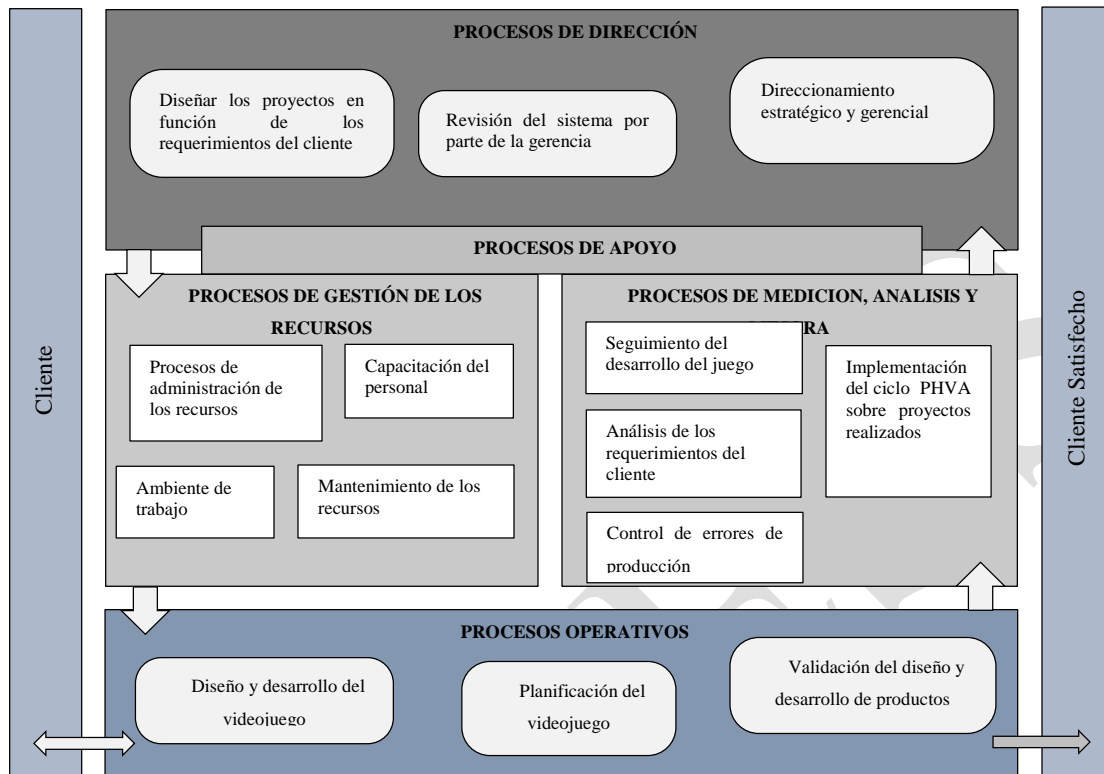 PROCESOS DE DIRECCIÓN
Diseñar los proyectos en
función de los
requerimientos del cliente
Revisión del sistema por
parte de la gerencia
Direccionamiento
estratégico y gerencial
PROCESOS DE APOYO
PROCESOS DE GESTIÓN DE LOS
RECURSOS
Procesos de
administración de
los recursos
Capacitación del
personal
Ambiente de
trabajo
Mantenimiento de los
recursos
PROCESOS DE MEDICION, ANALISIS Y
Seguimiento del
desarrollo del juego
Implementación
del ciclo PHVA
sobre proyectos
realizados
Análisis de los
requerimientos del
cliente
Control de errores de
producción
PROCESOS OPERATIVOS
Diseño y desarrollo del
videojuego
Planificación del
videojuego
Validación del diseño y
desarrollo de productos
Cliente
Cliente Satisfecho